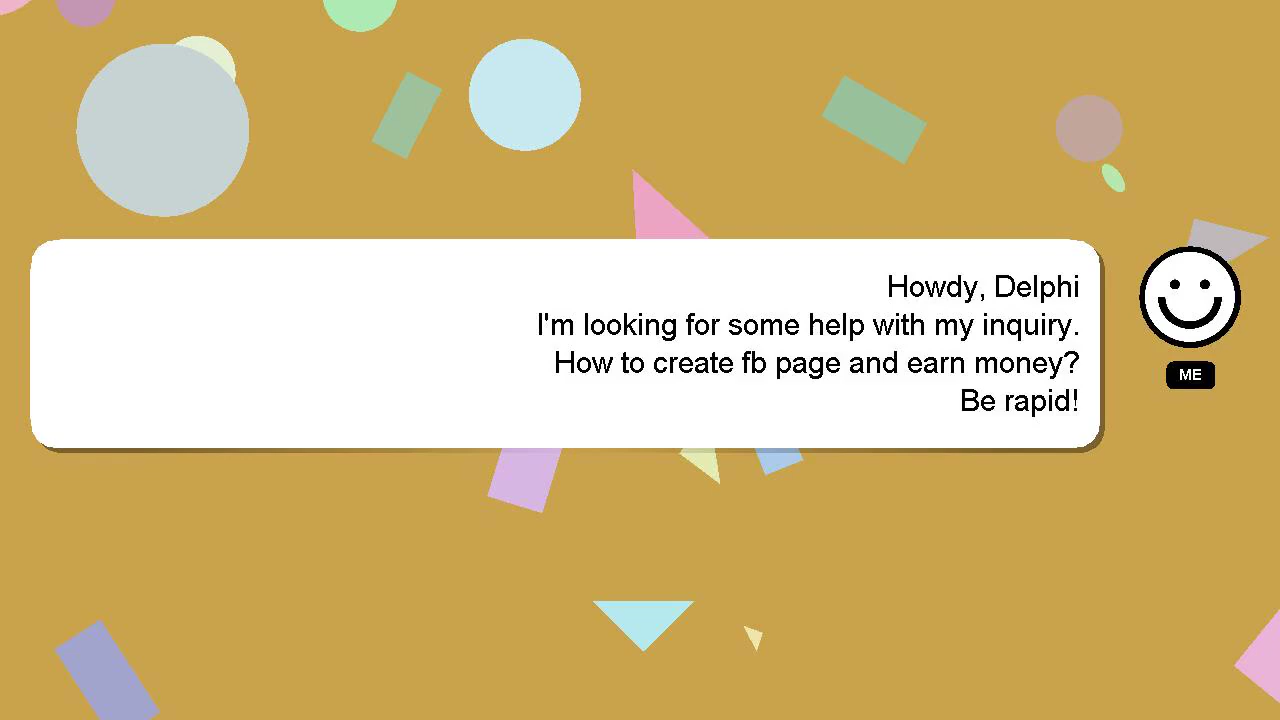 Howdy, Delphi
I'm looking for some help with my inquiry.
How to create fb page and earn money?
Be rapid!
ME